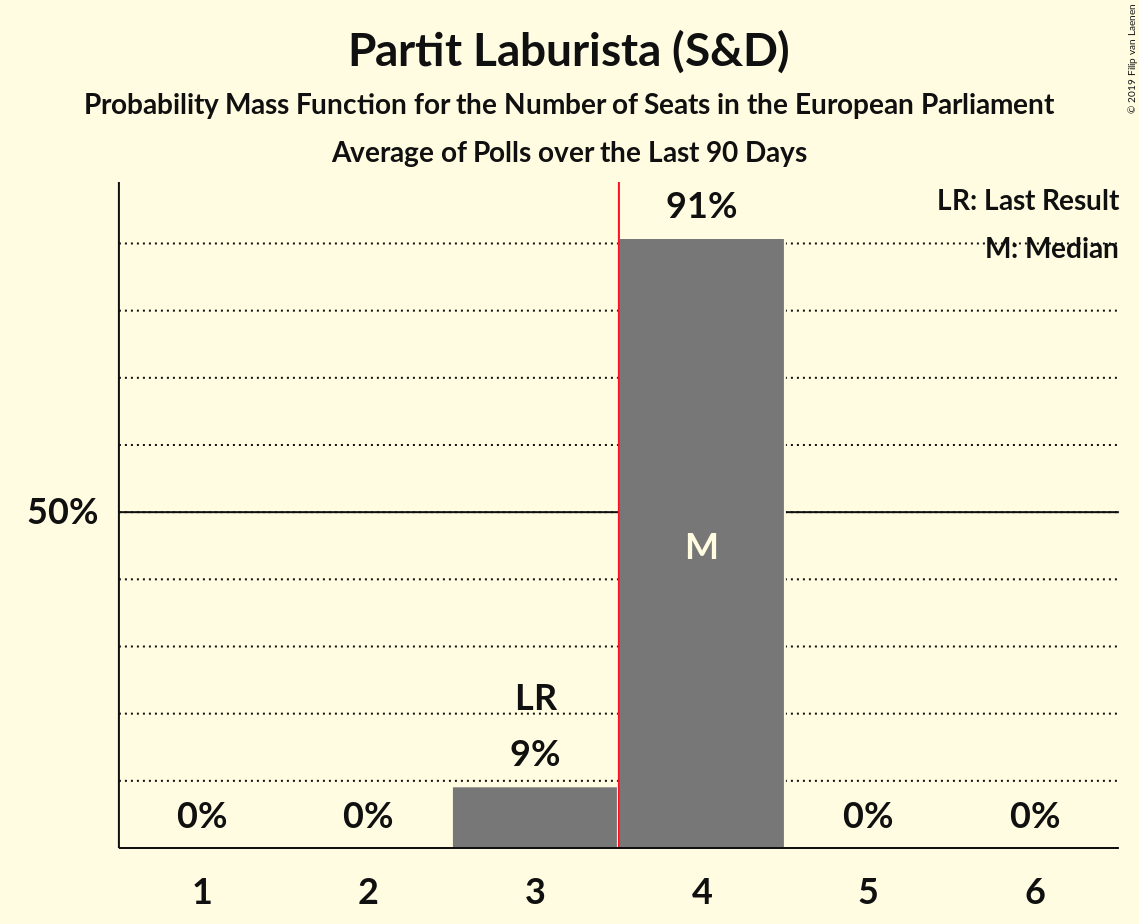 Partit Laburista (S&D)
Probability Mass Function for the Number of Seats in the European Parliament
Average of Polls over the Last 90 Days
© 2019 Filip van Laenen
LR: Last Result
M: Median
91%
50%
M
LR
9%
0% 0% 0% 0%
1 2 3 4 5 6